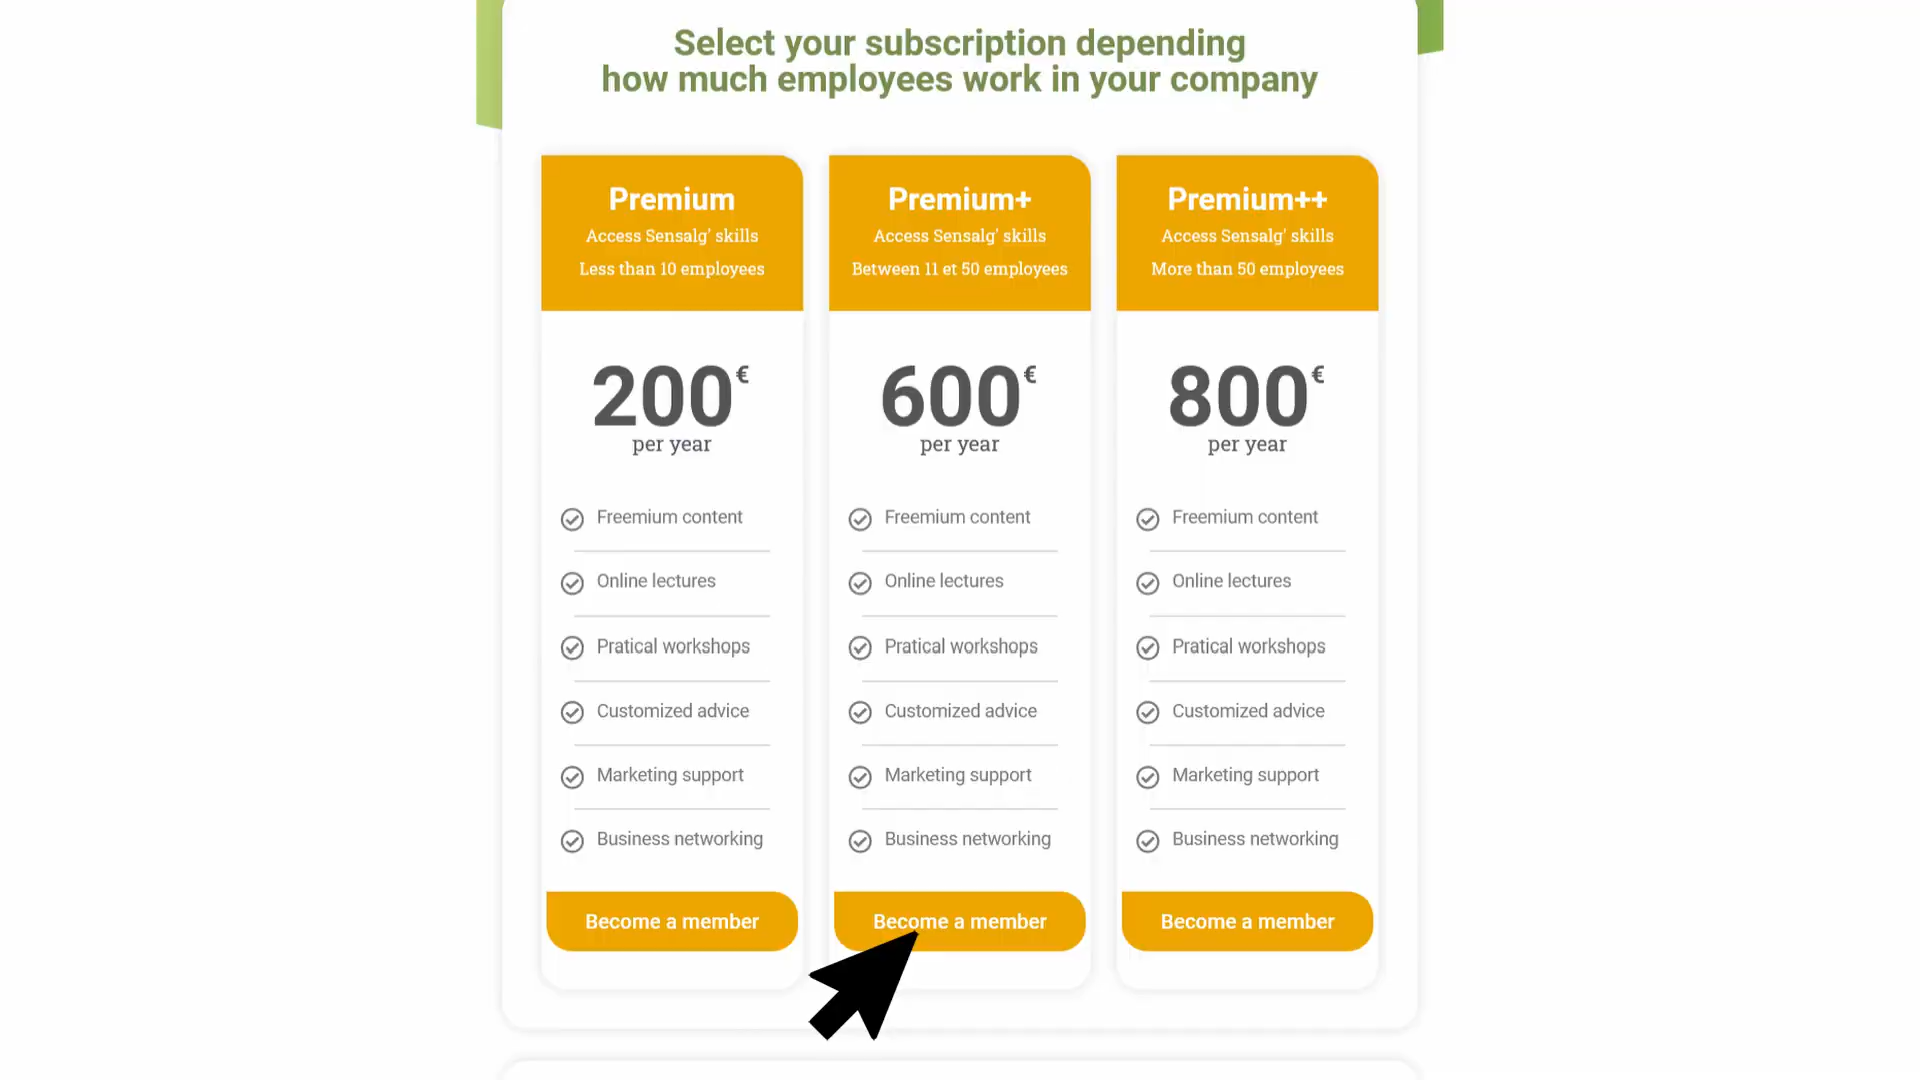 Select your subscription depending
how much employees work in your company
Premium
Access Sensalg' skills
Less than 10 employees
200€
per year
Freemium content
Online lectures
Pratical workshops
Customized advice
Marketing support
Business networking
Become a member
Premium+
Access Sensalg' skills
Between 11 et 50 employees
600€
per year
Freemium content
Online lectures
Pratical workshops
Customized advice
Marketing support
Business networking
Become a member
Premium++
Access Sensalg' skills
More than 50 employees
800€
per year
Freemium content
Online lectures
Pratical workshops
Customized advice
Marketing support
Business networking
Become a member